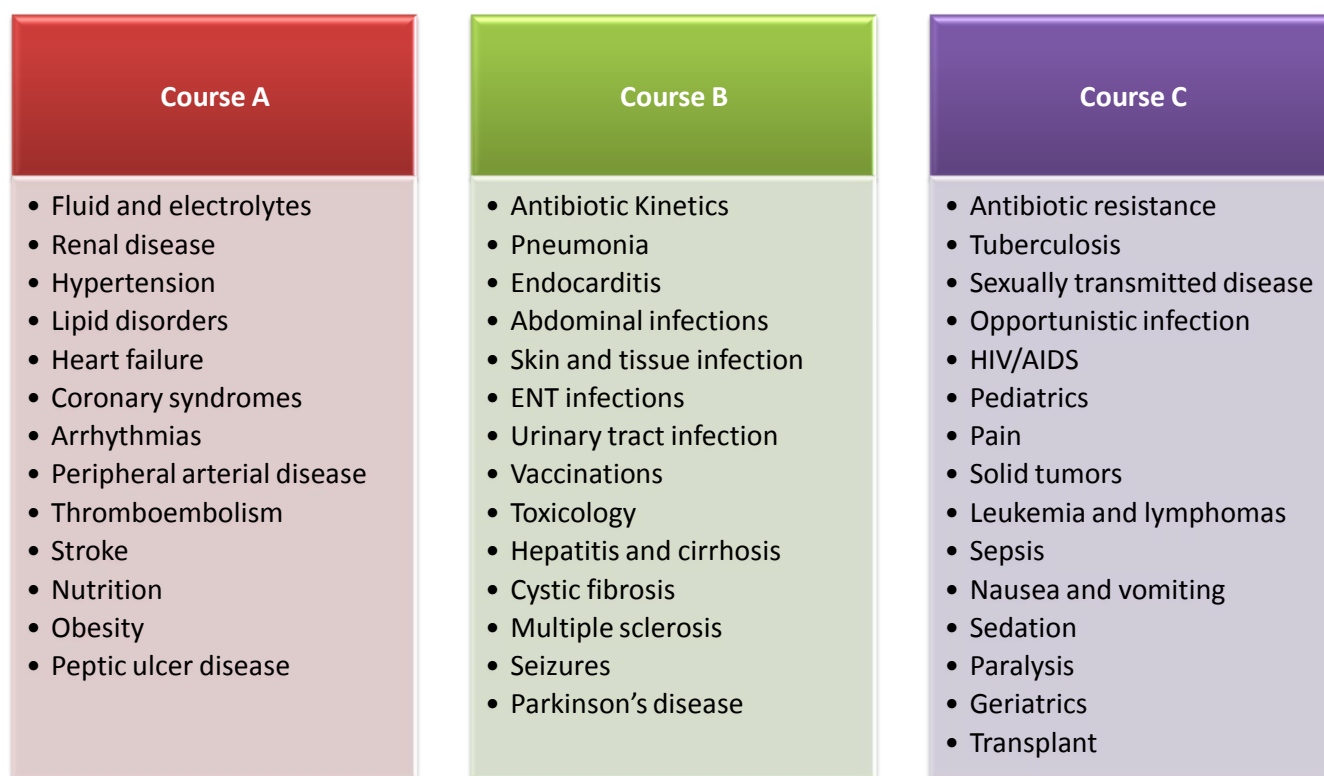 Course A
• Fluid and electrolytes
• Renal disease
• Hypertension
• Lipid disorders
• Heart failure
• Coronary syndromes
• Arrhythmias
• Peripheral arterial disease
• Thromboembolism
• Stroke
• Nutrition
• Obesity
• Peptic ulcer disease
Course B
• Antibiotic Kinetics
• Pneumonia
• Endocarditis
• Abdominal infections
• Skin and tissue infection
• ENT infections
• Urinary tract infection
• Vaccinations
• Toxicology
• Hepatitis and cirrhosis
• Cystic fibrosis
• Multiple sclerosis
• Seizures
• Parkinson’s disease
Course C
• Antibiotic resistance
• Tuberculosis
• Sexually transmitted disease
• Opportunistic infection
• HIV/AIDS
• Pediatrics
• Pain
• Solid tumors
• Leukemia and lymphomas
• Sepsis
• Nausea and vomiting
• Sedation
• Paralysis
• Geriatrics
• Transplant